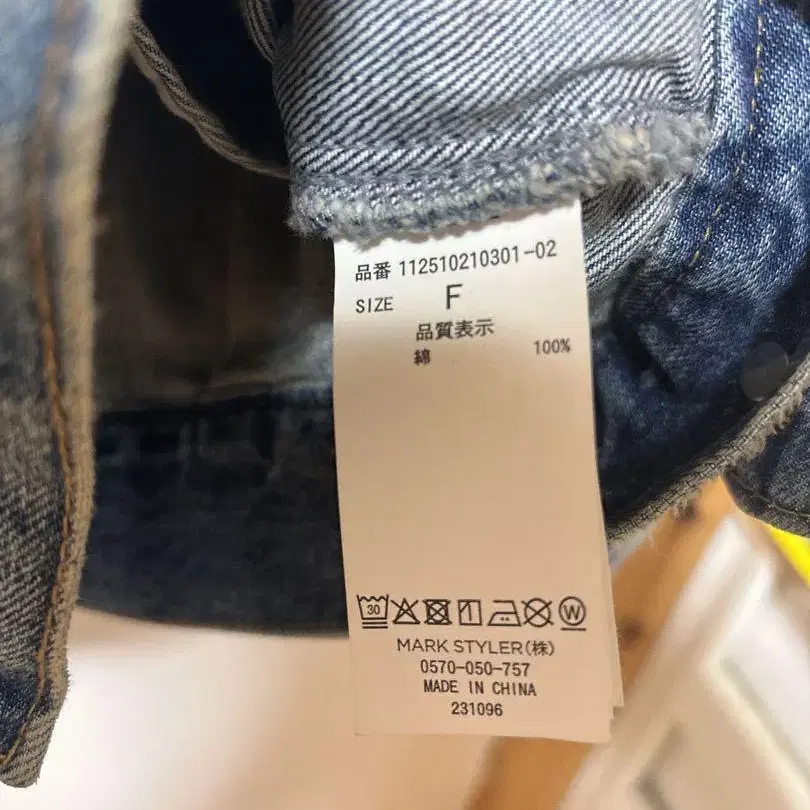 品番 112510210301-02
SIZE F
品質表示
綿 100%
30 W
MARK STYLER(株)
0570-050-757
MADE IN CHINA
231096